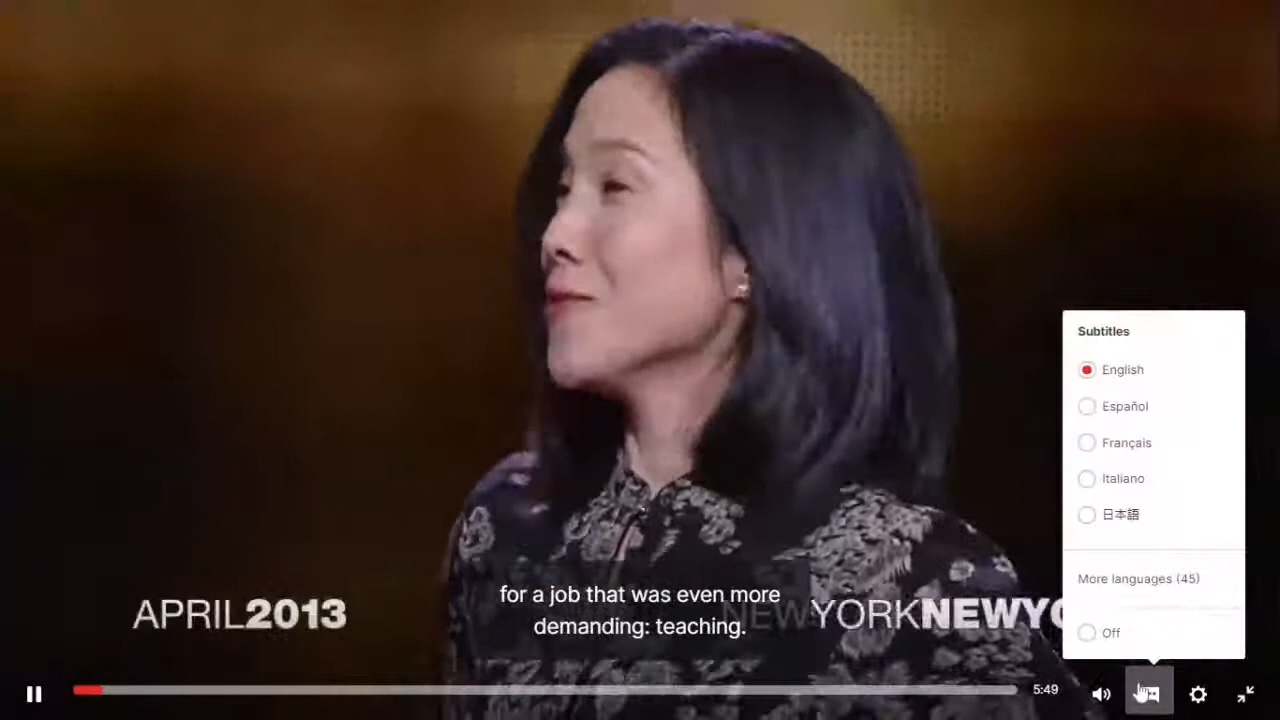 Subtitles
English
Español
Français
Italiano
日本語
More languages (45)
Off
for a job that was even more
demanding: teaching.
APRIL2013
NEWYORKNEWYO
5:49